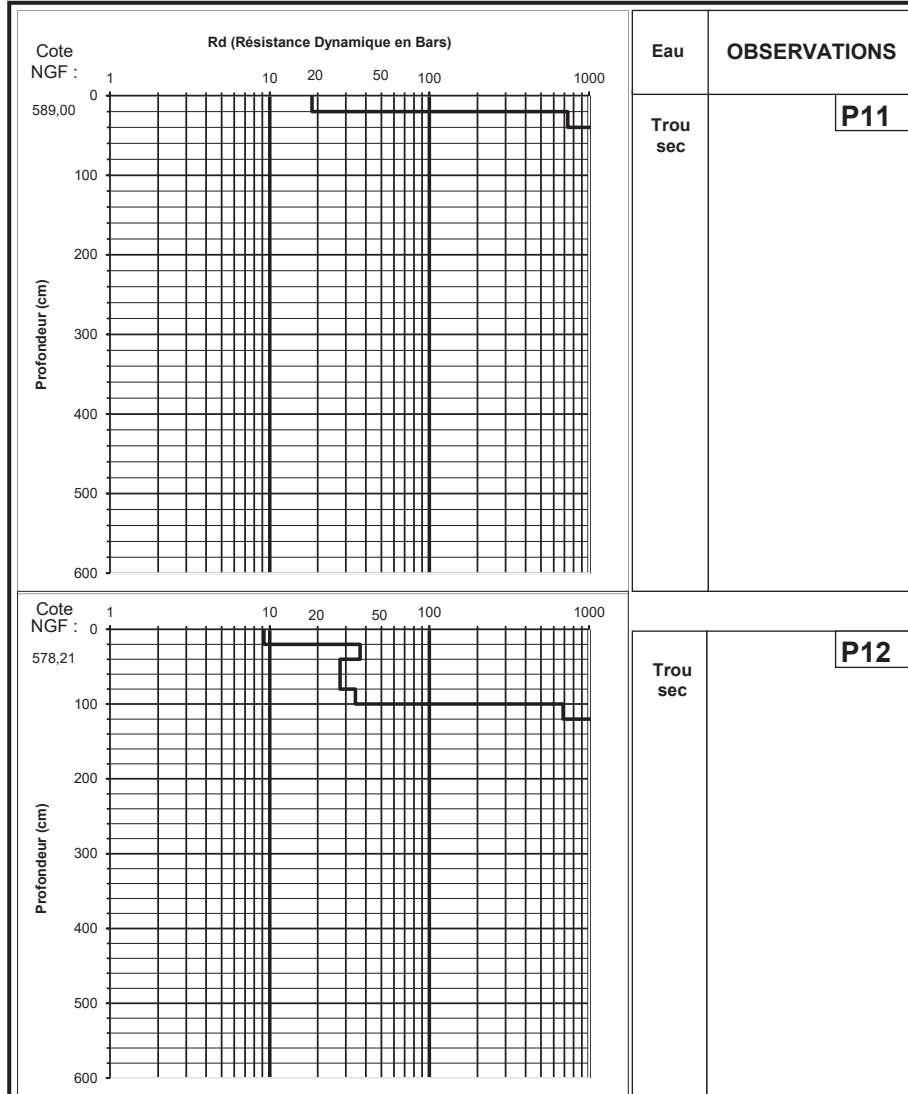 Rd (Résistance Dynamique en Bars)
Cote
NGF :
589,00
1 10 20 50 100 1000
0
100
200
300
400
500
600
Profondeur (cm)
Eau
OBSERVATIONS
Trou
sec
P11
Cote
NGF :
578,21
1 10 20 50 100 1000
0
100
200
300
400
500
600
Profondeur (cm)
Trou
sec
P12